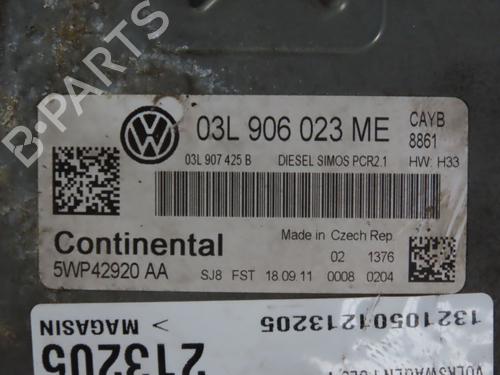 B-PARTS
03L 906 023 ME
CAYB
8861
03L 907 425 B
DIESEL SIMOS PCR2.1
HW: H33
Continental
5WP42920 AA
Made in Czech Rep.
02 1376
SJ8 FST 18.09.11 0008 0204
13210501213205
213205
MAGASIN >
VOLKSWAGEN